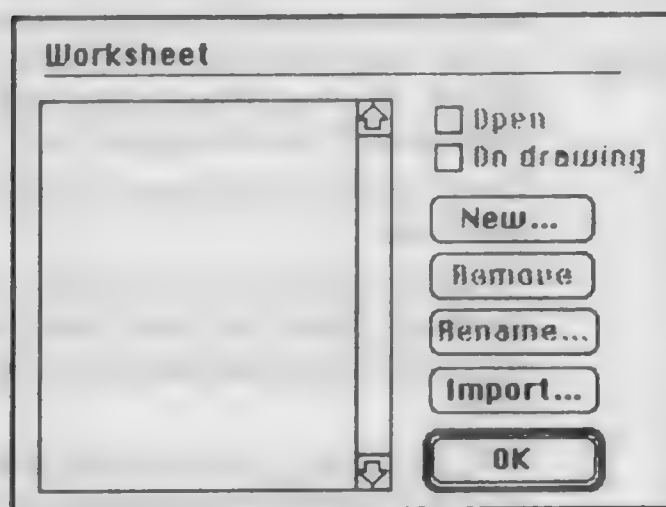 Worksheet
Open
On drawing
New...
Remove
Rename...
Import...
OK